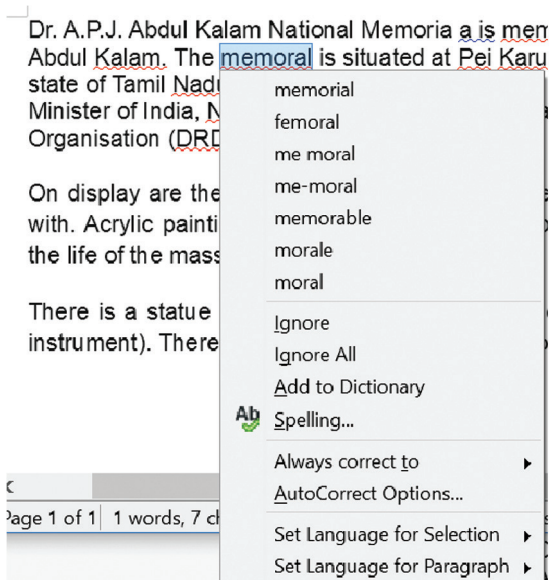 Dr. A.P.J. Abdul Kalam National Memoria a is mem
Abdul Kalam. The memoral is situated at Pei Karu
state of Tamil Nadu
Minister of India, N
Organisation (DRD
On display are the
with. Acrylic painti
the life of the mass
There is a statue
instrument). There
memorial
femoral
me moral
me-moral
memorable
morale
moral
Ignore
Ignore All
Add to Dictionary
Spelling...
Always correct to
AutoCorrect Options...
Set Language for Selection
Set Language for Paragraph
Page 1 of 1 1 words, 7 ch